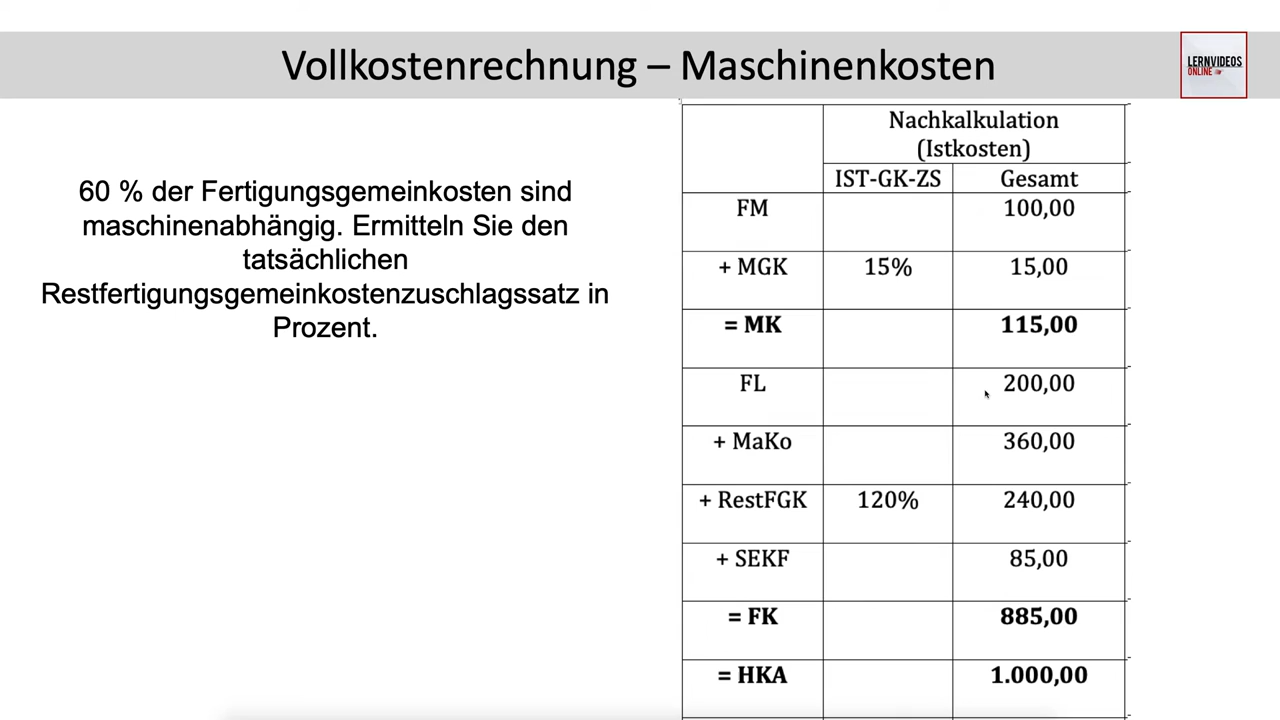 Vollkostenrechnung – Maschinenkosten
LERNVIDEOS
ONLINE
60 % der Fertigungsgemeinkosten sind
maschinenabhängig. Ermitteln Sie den
tatsächlichen
Restfertigungsgemeinkostenzuschlagssatz in
Prozent.
Nachkalkulation
(Istkosten)
IST-GK-ZS Gesamt
FM 100,00
+ MGK 15% 15,00
= MK 115,00
FL 200,00
+ MaKo 360,00
+ RestFGK 120% 240,00
+ SEKF 85,00
= FK 885,00
= HKA 1.000,00